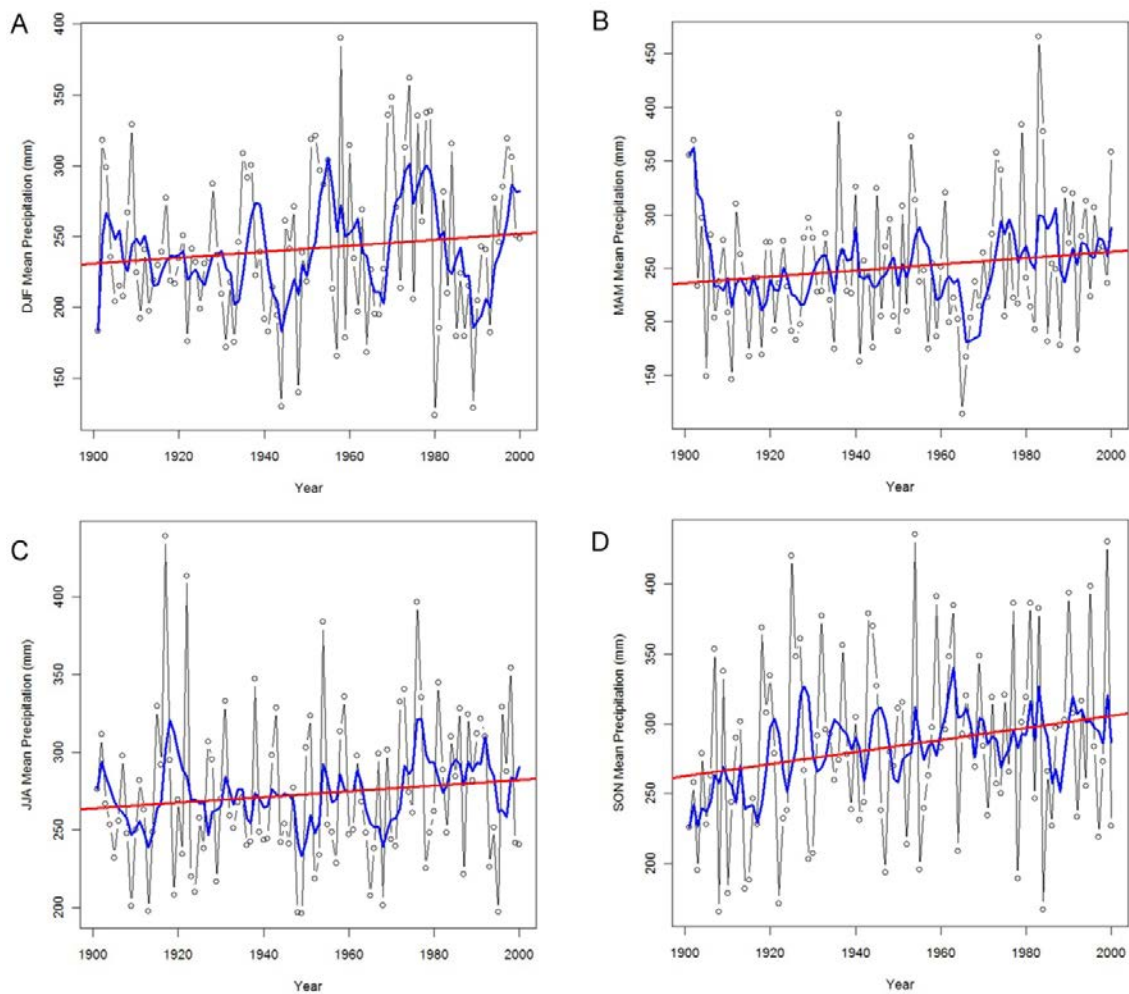 A
DJF Mean Precipitation (mm)
400
350
300
250
200
150
1900 1920 1940 1960 1980 2000
Year
B
MAM Mean Precipitation (mm)
450
400
350
300
250
200
150
1900 1920 1940 1960 1980 2000
Year
C
JJA Mean Precipitation (mm)
400
350
300
250
200
1900 1920 1940 1960 1980 2000
Year
D
SON Mean Precipitation (mm)
400
350
300
250
200
1900 1920 1940 1960 1980 2000
Year